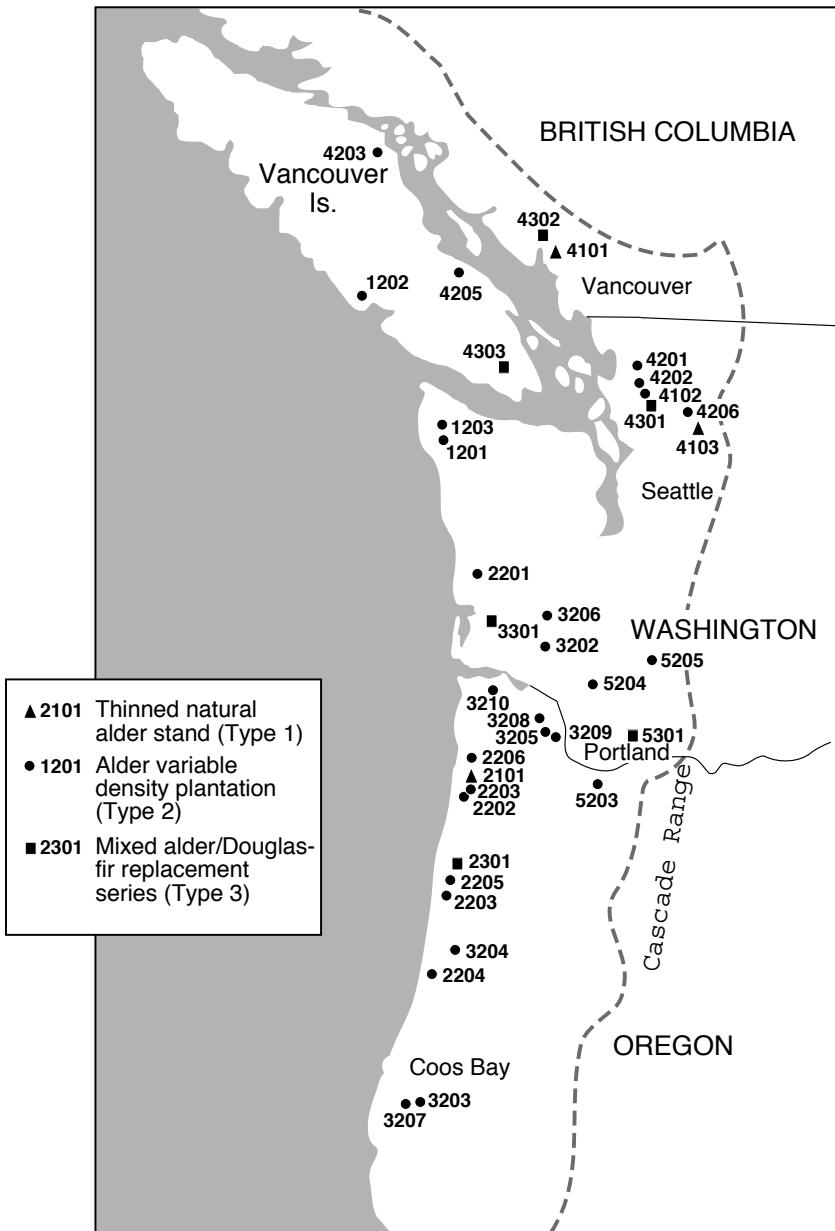 BRITISH COLUMBIA
4203
Vancouver
Is.
4302
4101
1202
4205
Vancouver
4303
4201
4202
4102
4301
4206
4103
1203
1201
Seattle
2201
3206
3301
3202
WASHINGTON
5205
5204
3210
3208
3205
3209
5301
Portland
2206
2101
2203
2202
5203
Cascade Range
2301
2205
2203
3204
2204
OREGON
Coos Bay
3203
3207
2101 Thinned natural
alder stand (Type 1)
1201 Alder variable
density plantation
(Type 2)
2301 Mixed alder/Douglas-
fir replacement
series (Type 3)